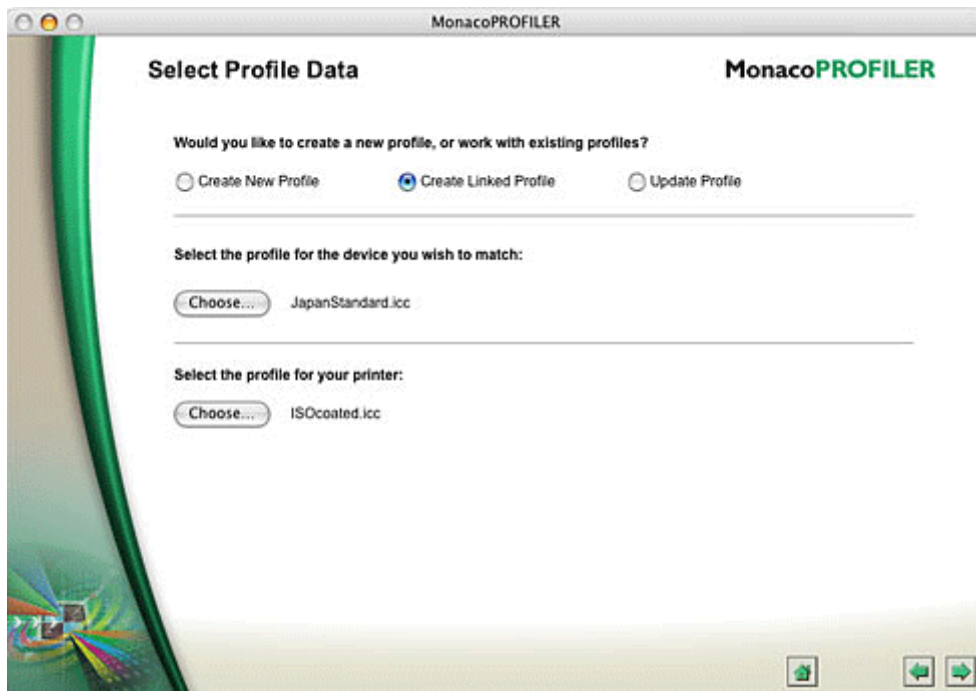 MonacoPROFILER
Select Profile Data
MonacoPROFILER
Would you like to create a new profile, or work with existing profiles?
Create New Profile Create Linked Profile Update Profile
Select the profile for the device you wish to match:
Choose... JapanStandard.icc
Select the profile for your printer:
Choose... ISOcoated.icc